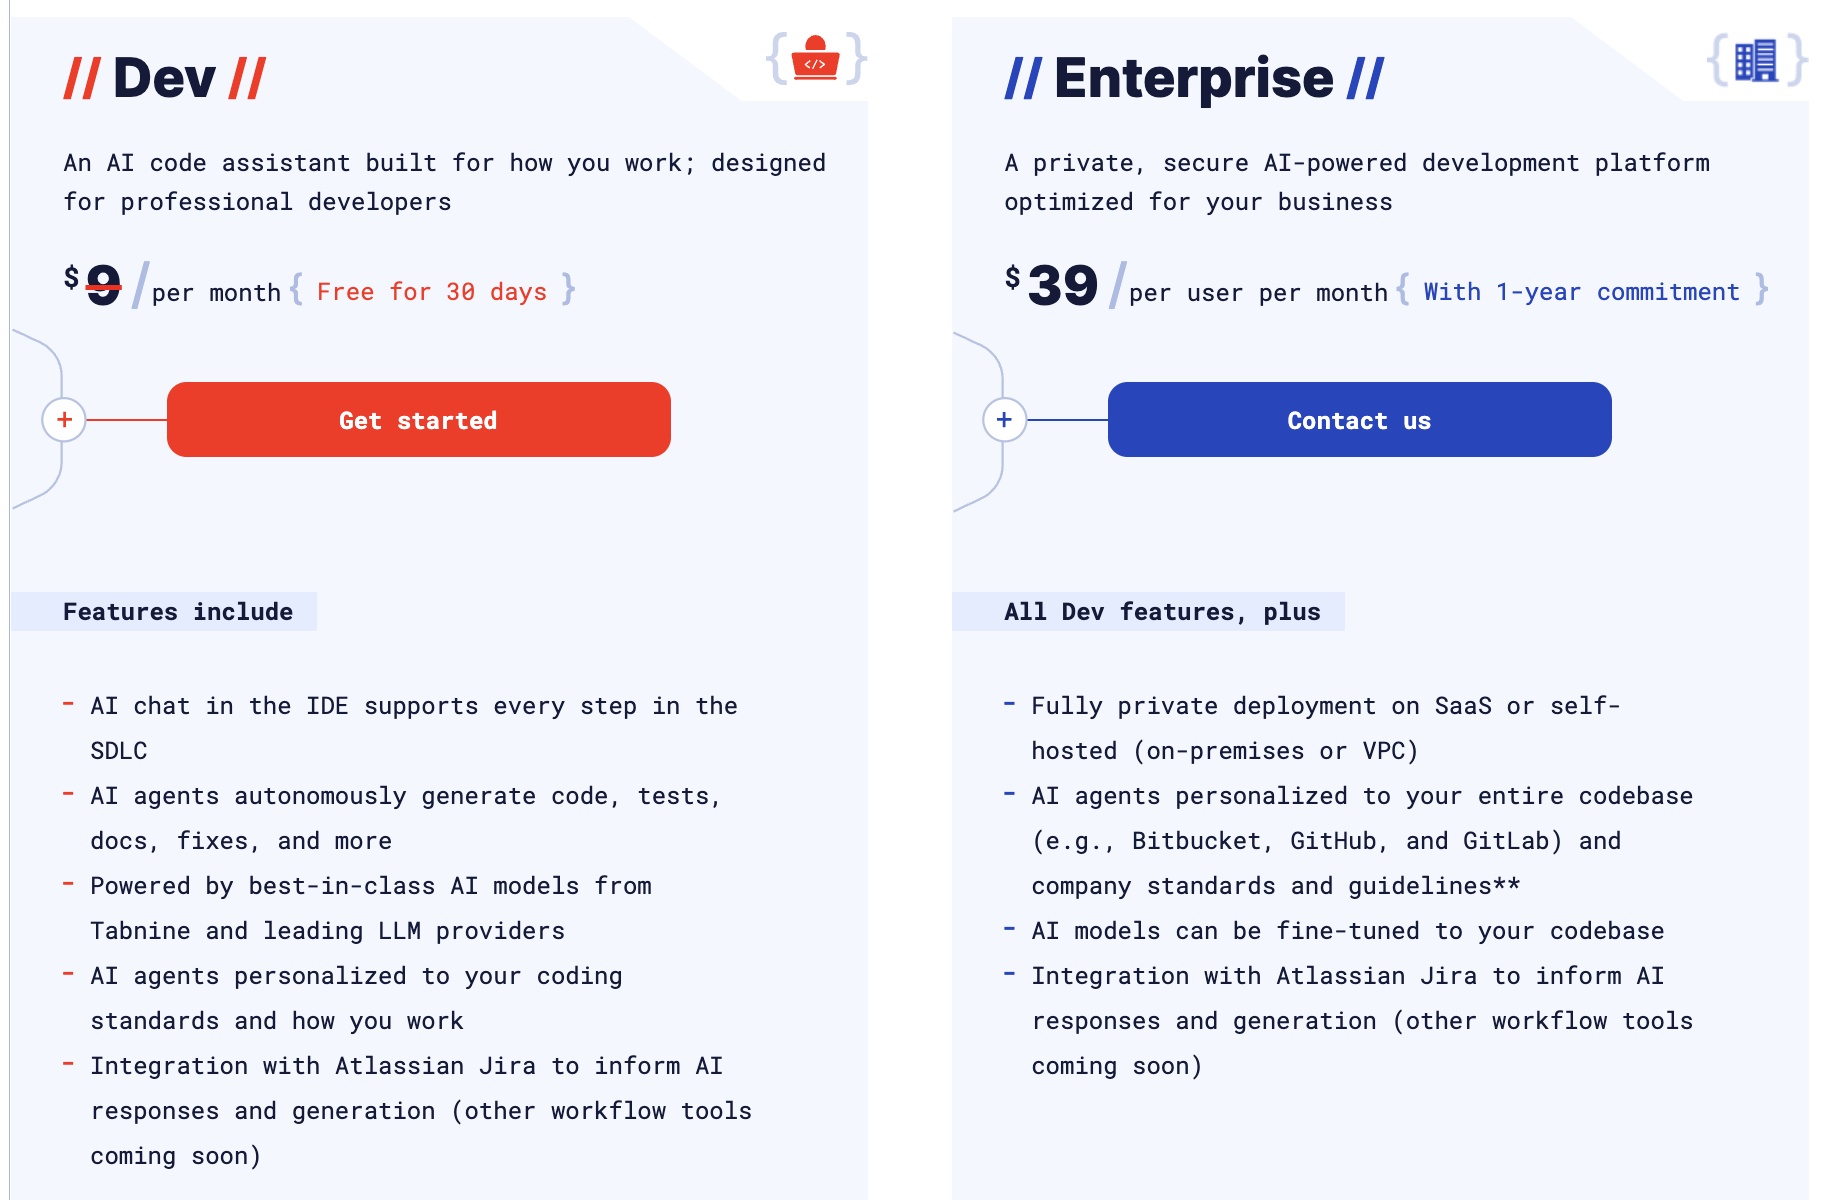 // Dev //
{ </> }
An AI code assistant built for how you work; designed
for professional developers
$9 / per month { Free for 30 days }
+ Get started
Features include
- AI chat in the IDE supports every step in the
SDLC
- AI agents autonomously generate code, tests,
docs, fixes, and more
- Powered by best-in-class AI models from
Tabnine and leading LLM providers
- AI agents personalized to your coding
standards and how you work
- Integration with Atlassian Jira to inform AI
responses and generation (other workflow tools
coming soon)
// Enterprise //
{ }
A private, secure AI-powered development platform
optimized for your business
$39 / per user per month { With 1-year commitment }
+ Contact us
All Dev features, plus
- Fully private deployment on SaaS or self-
hosted (on-premises or VPC)
- AI agents personalized to your entire codebase
(e.g., Bitbucket, GitHub, and GitLab) and
company standards and guidelines**
- AI models can be fine-tuned to your codebase
- Integration with Atlassian Jira to inform AI
responses and generation (other workflow tools
coming soon)